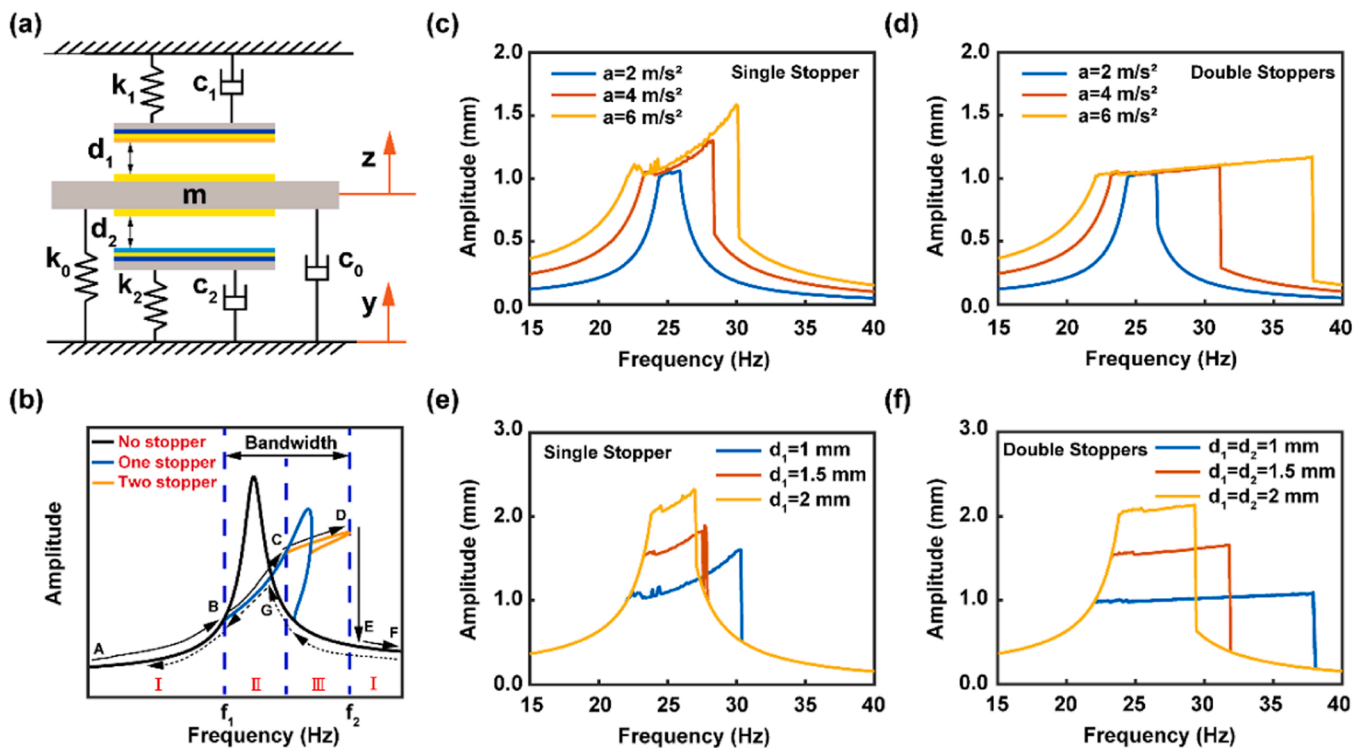 (a)
k1
c1
d1
z
m
d2
k0
k2
c2
c0
y
(b)
No stopper
One stopper
Two stopper
Bandwidth
A
B
C
D
E
F
G
I
II
III
I
f1
f2
Amplitude
Frequency (Hz)
(c)
a=2 m/s²
a=4 m/s²
a=6 m/s²
Single Stopper
Amplitude (mm)
2.0
1.5
1.0
0.5
0.0
15 20 25 30 35 40
Frequency (Hz)
(d)
a=2 m/s²
a=4 m/s²
a=6 m/s²
Double Stoppers
Amplitude (mm)
2.0
1.5
1.0
0.5
0.0
15 20 25 30 35 40
Frequency (Hz)
(e)
Single Stopper
d1=1 mm
d1=1.5 mm
d1=2 mm
Amplitude (mm)
3.0
2.0
1.0
0.0
15 20 25 30 35 40
Frequency (Hz)
(f)
Double Stoppers
d1=d2=1 mm
d1=d2=1.5 mm
d1=d2=2 mm
Amplitude (mm)
3.0
2.0
1.0
0.0
15 20 25 30 35 40
Frequency (Hz)